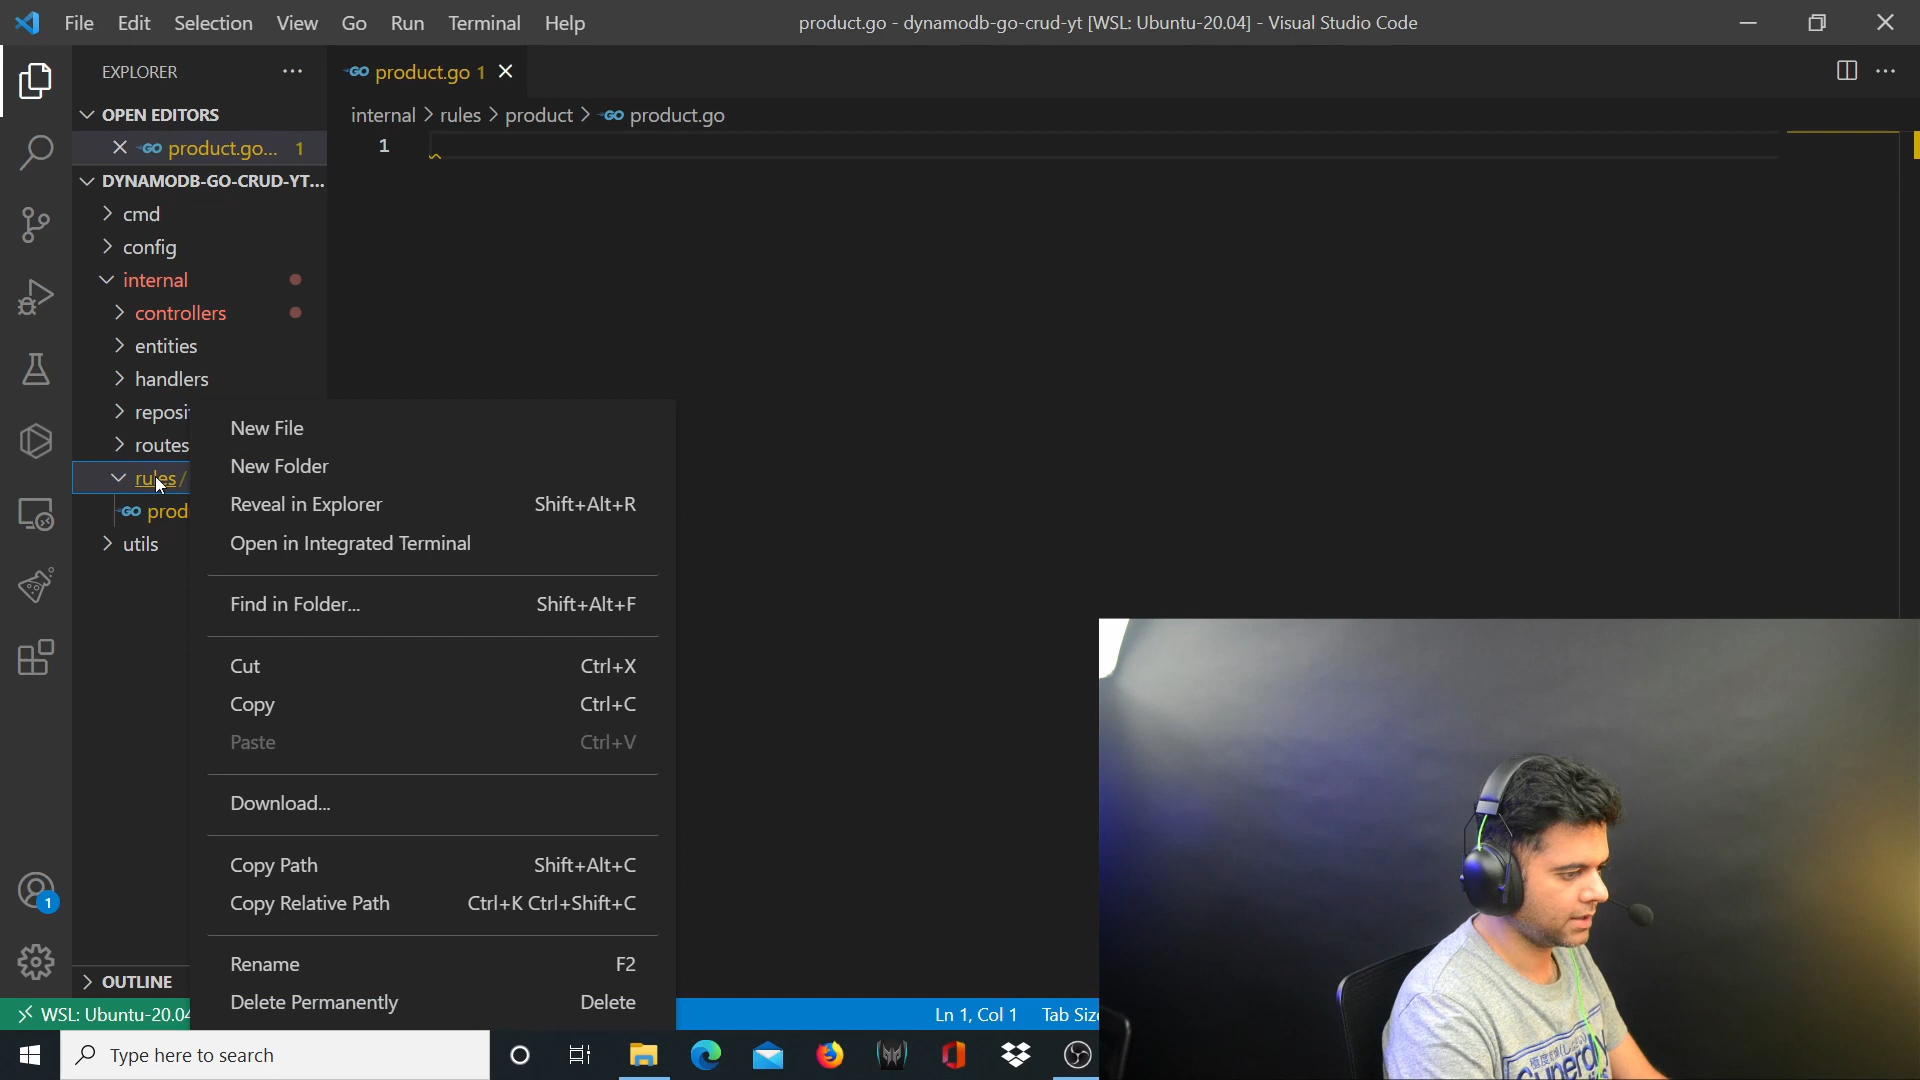 File Edit Selection View Go Run Terminal Help
product.go - dynamodb-go-crud-yt [WSL: Ubuntu-20.04] - Visual Studio Code
EXPLORER
product.go 1
OPEN EDITORS
product.go... 1
internal > rules > product > product.go
1
DYNAMODB-GO-CRUD-YT...
cmd
config
internal
controllers
entities
handlers
reposi
routes
rules /
prod
utils
New File
New Folder
Reveal in Explorer Shift+Alt+R
Open in Integrated Terminal
Find in Folder... Shift+Alt+F
Cut Ctrl+X
Copy Ctrl+C
Paste Ctrl+V
Download...
Copy Path Shift+Alt+C
Copy Relative Path Ctrl+K Ctrl+Shift+C
Rename F2
Delete Permanently Delete
1
OUTLINE
WSL: Ubuntu-20.04
Ln 1, Col 1 Tab Siz
Type here to search